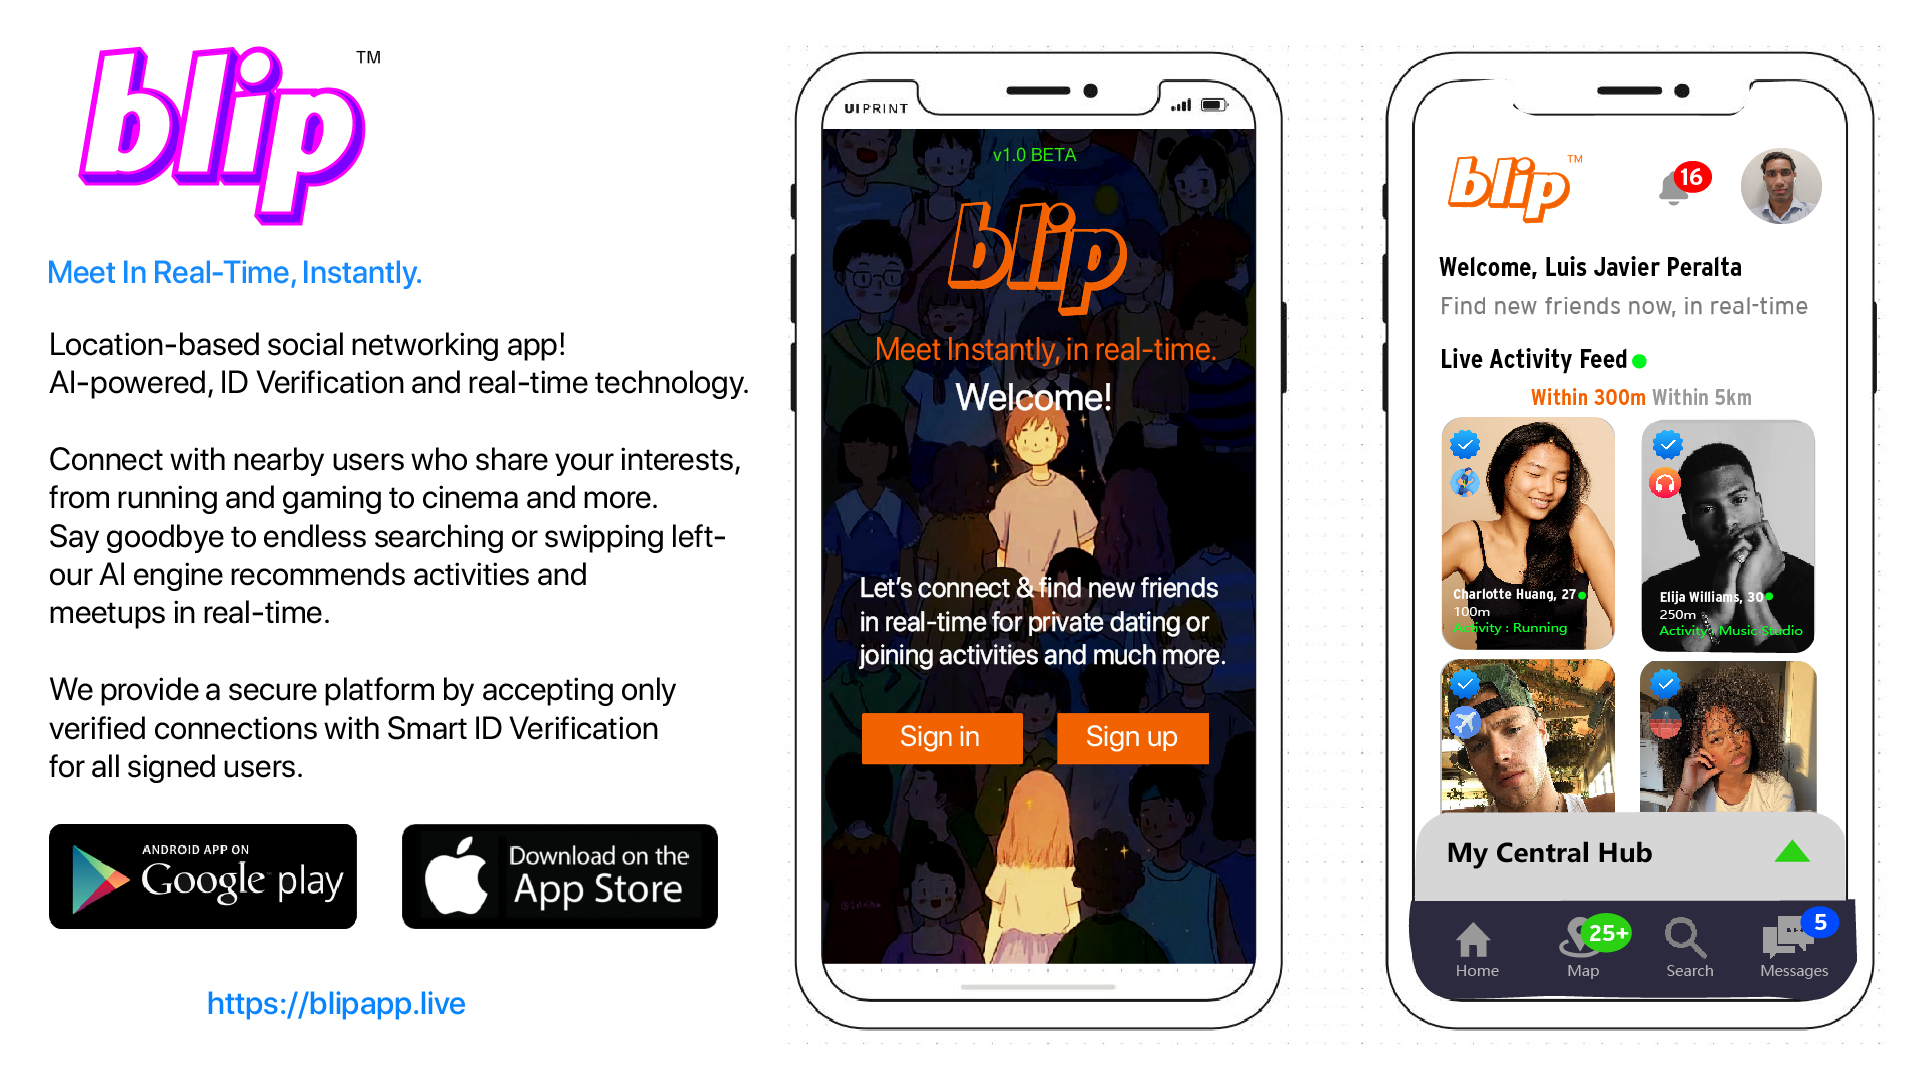 blip TM
Meet In Real-Time, Instantly.
Location-based social networking app!
AI-powered, ID Verification and real-time technology.
Connect with nearby users who share your interests,
from running and gaming to cinema and more.
Say goodbye to endless searching or swipping left-
our AI engine recommends activities and
meetups in real-time.
We provide a secure platform by accepting only
verified connections with Smart ID Verification
for all signed users.
ANDROID APP ON
Google play
Download on the
App Store
https://blipapp.live
UIPRINT
v1.0 BETA
blip
Meet Instantly, in real-time.
Welcome!
Let's connect & find new friends
in real-time for private dating or
joining activities and much more.
Sign in
Sign up
blip TM
16
Welcome, Luis Javier Peralta
Find new friends now, in real-time
Live Activity Feed
Within 300m Within 5km
Charlotte Huang, 27
100m
Activity : Running
Elija Williams, 30
250m
Activity : Music Studio
My Central Hub
25+
5
Home
Map
Search
Messages